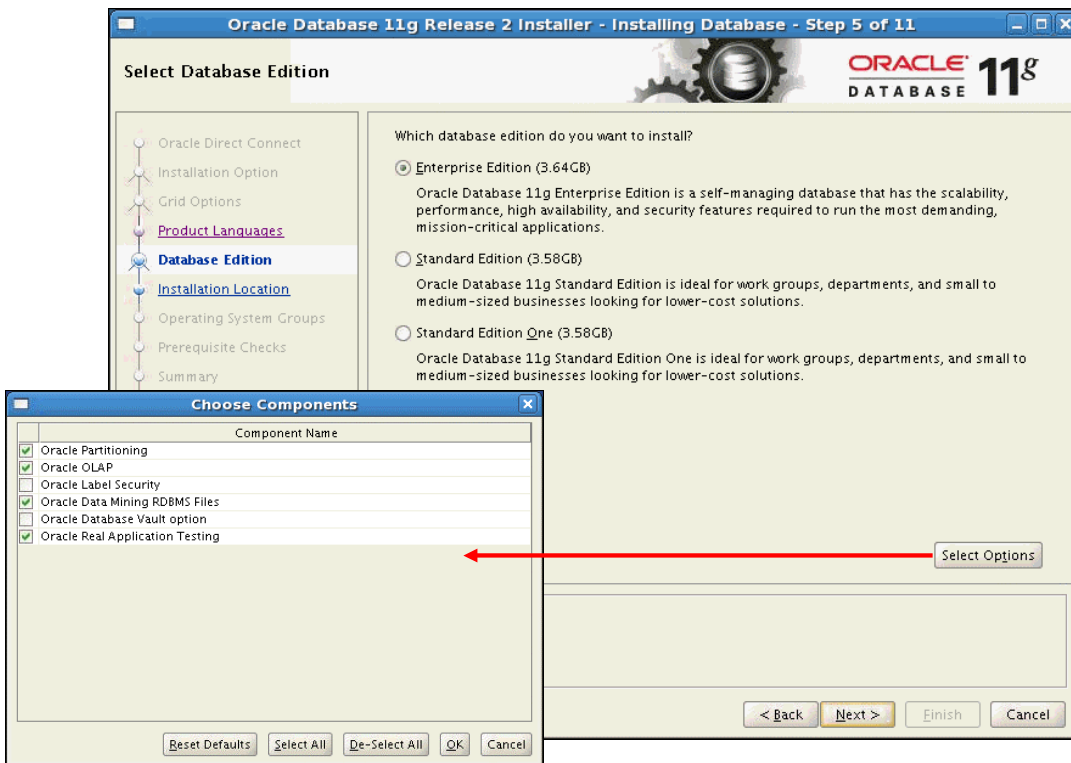 Oracle Database 11g Release 2 Installer - Installing Database - Step 5 of 11
Select Database Edition
ORACLE
DATABASE
11g
Oracle Direct Connect
Installation Option
Grid Options
Product Languages
Database Edition
Installation Location
Operating System Groups
Prerequisite Checks
Summary
Which database edition do you want to install?
Enterprise Edition (3.64GB)
Oracle Database 11g Enterprise Edition is a self-managing database that has the scalability,
performance, high availability, and security features required to run the most demanding,
mission-critical applications.
Standard Edition (3.58GB)
Oracle Database 11g Standard Edition is ideal for work groups, departments, and small to
medium-sized businesses looking for lower-cost solutions.
Standard Edition One (3.58GB)
Oracle Database 11g Standard Edition One is ideal for work groups, departments, and small to
medium-sized businesses looking for lower-cost solutions.
Select Options
< Back
Next >
Finish
Cancel
Choose Components
Component Name
Oracle Partitioning
Oracle OLAP
Oracle Label Security
Oracle Data Mining RDBMS Files
Oracle Database Vault option
Oracle Real Application Testing
Reset Defaults
Select All
De-Select All
OK
Cancel